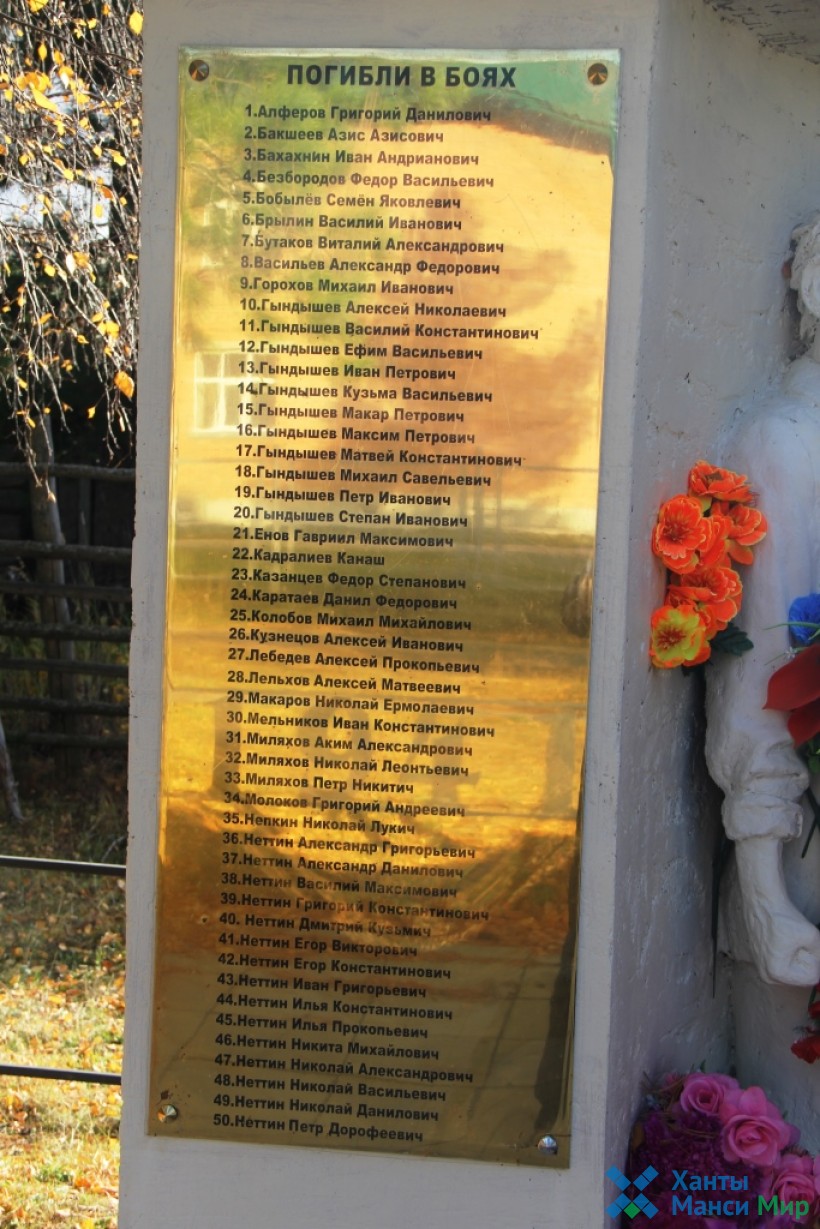 ПОГИБЛИ В БОЯХ
1.Алферов Григорий Данилович
2.Бакшеев Азис Азисович
3.Бахахнин Иван Андрианович
4.Безбородов Федор Васильевич
5.Бобылёв Семён Яковлевич
6.Брылин Василий Иванович
7.Бутаков Виталий Александрович
8.Васильев Александр Федорович
9.Горохов Михаил Иванович
10.Гындышев Алексей Николаевич
11.Гындышев Василий Константинович
12.Гындышев Ефим Васильевич
13.Гындышев Иван Петрович
14.Гындышев Кузьма Васильевич
15.Гындышев Макар Петрович
16.Гындышев Максим Петрович
17.Гындышев Матвей Константинович
18.Гындышев Михаил Савельевич
19.Гындышев Петр Иванович
20.Гындышев Степан Иванович
21.Енов Гавриил Максимович
22.Кадралиев Канаш
23.Казанцев Федор Степанович
24.Каратаев Данил Федорович
25.Колобов Михаил Михайлович
26.Кузнецов Алексей Иванович
27.Лебедев Алексей Прокопьевич
28.Лельхов Алексей Матвеевич
29.Макаров Николай Ермолаевич
30.Мельников Иван Константинович
31.Миляхов Аким Александрович
32.Миляхов Николай Леонтьевич
33.Миляхов Петр Никитич
34.Молоков Григорий Андреевич
35.Непкин Николай Лукич
36.Неттин Александр Григорьевич
37.Неттин Александр Данилович
38.Неттин Василий Максимович
39.Неттин Григорий Константинович
40. Неттин Дмитрий Кузьмич
41.Неттин Егор Викторович
42.Неттин Егор Константинович
43.Неттин Иван Григорьевич
44.Неттин Илья Константинович
45.Неттин Илья Прокопьевич
46.Неттин Никита Михайлович
47.Неттин Николай Александрович
48.Неттин Николай Васильевич
49.Неттин Николай Данилович
50.Неттин Петр Дорофеевич
Ханты
Манси Мир